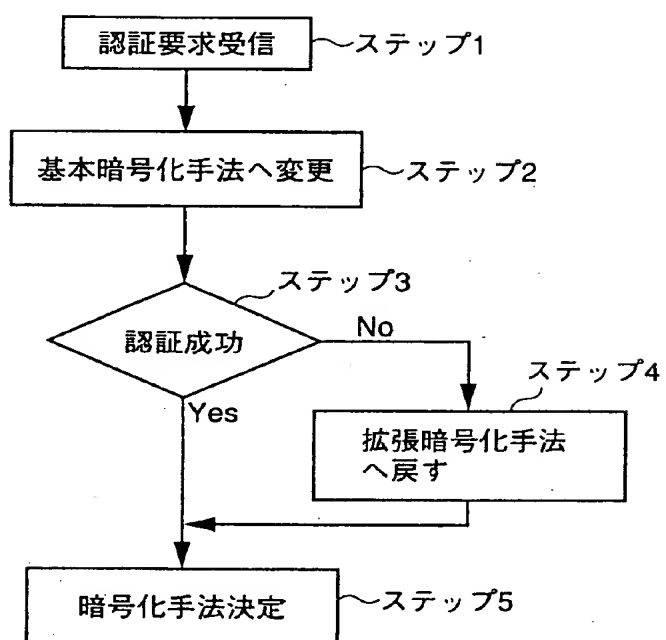 認証要求受信
ステップ1
基本暗号化手法へ変更
ステップ2
ステップ3
認証成功
No
Yes
ステップ4
拡張暗号化手法
へ戻す
暗号化手法決定
ステップ5